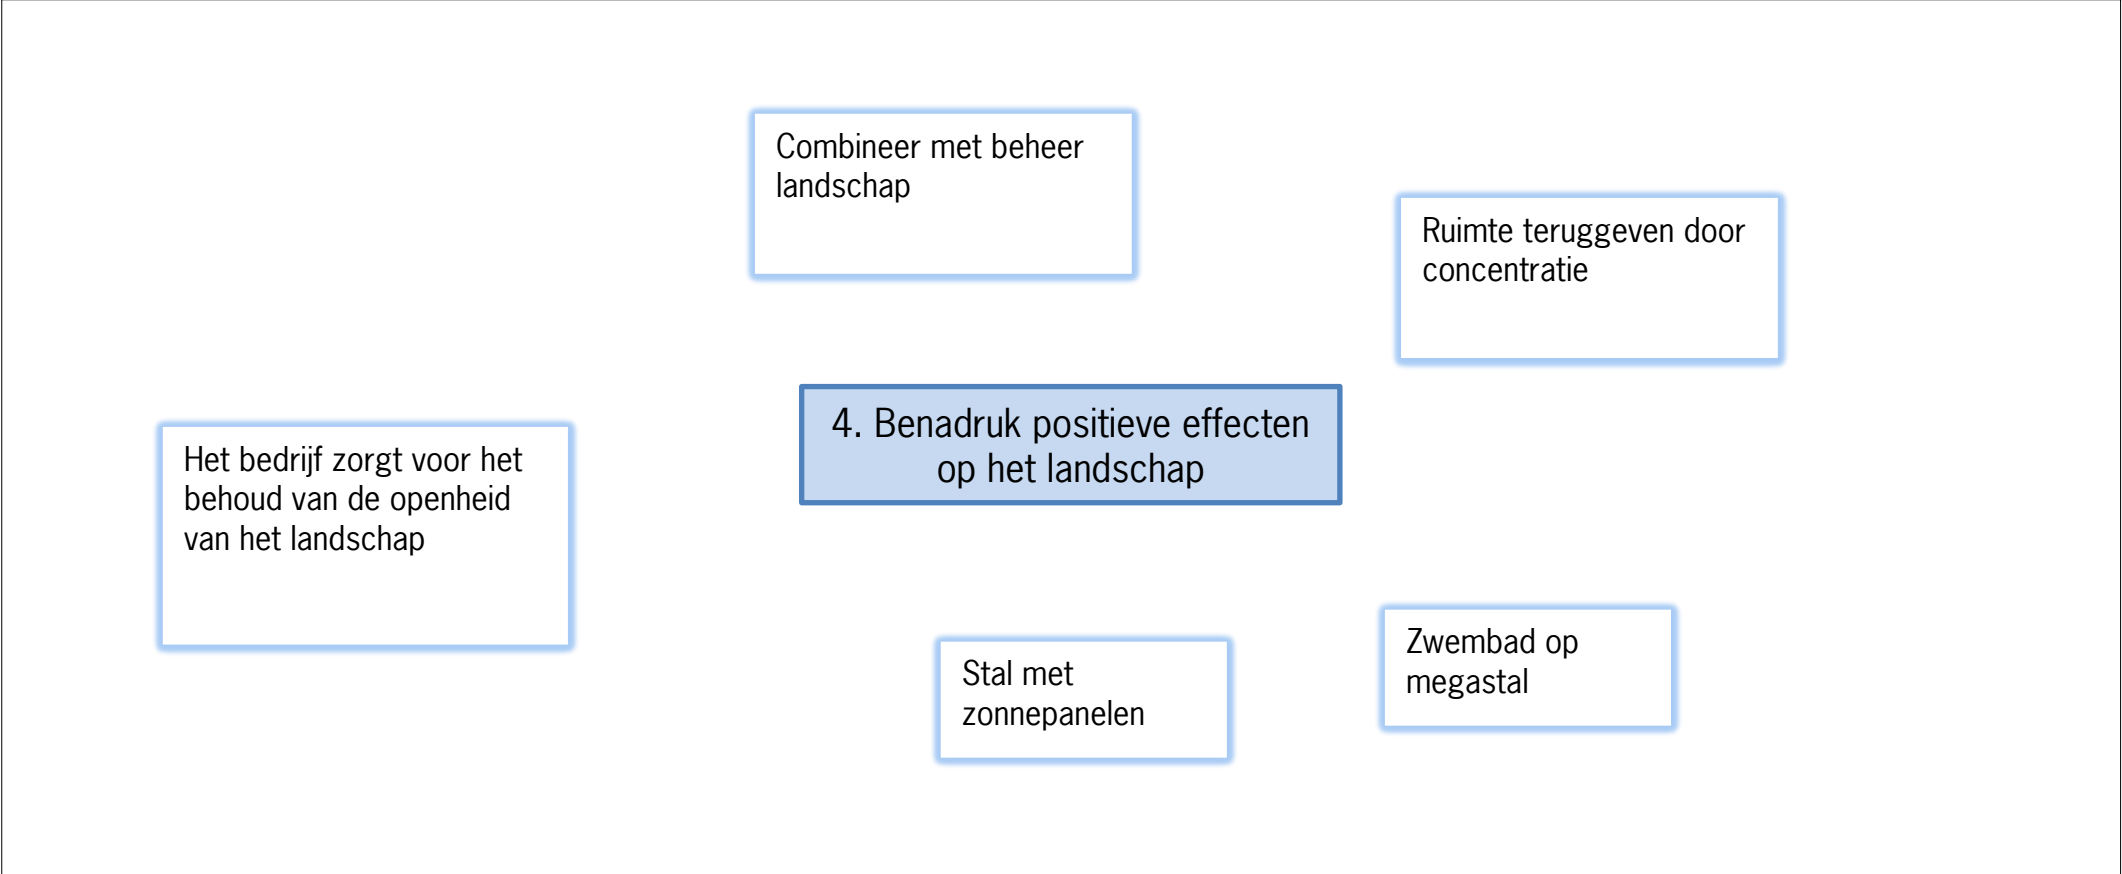 Combineer met beheer
landschap
Ruimte teruggeven door
concentratie
4. Benadruk positieve effecten
op het landschap
Het bedrijf zorgt voor het
behoud van de openheid
van het landschap
Stal met
zonnepanelen
Zwembad op
megastal